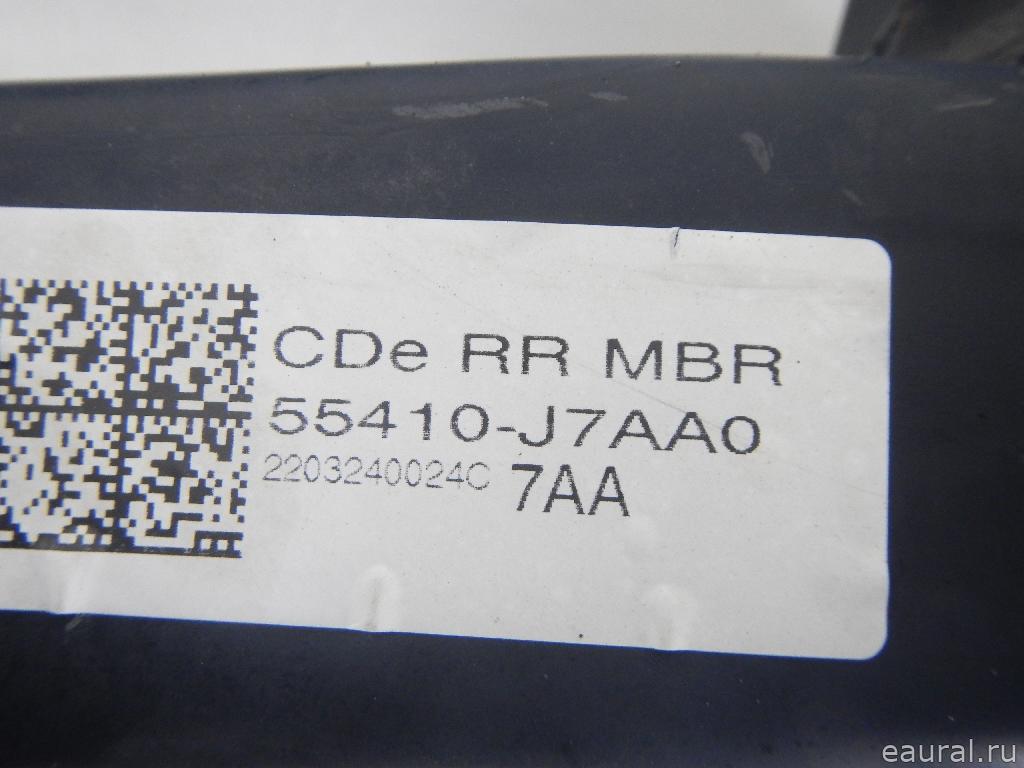 CDe RR MBR
55410-J7AA0
2203240024C 7AA
eaural.ru